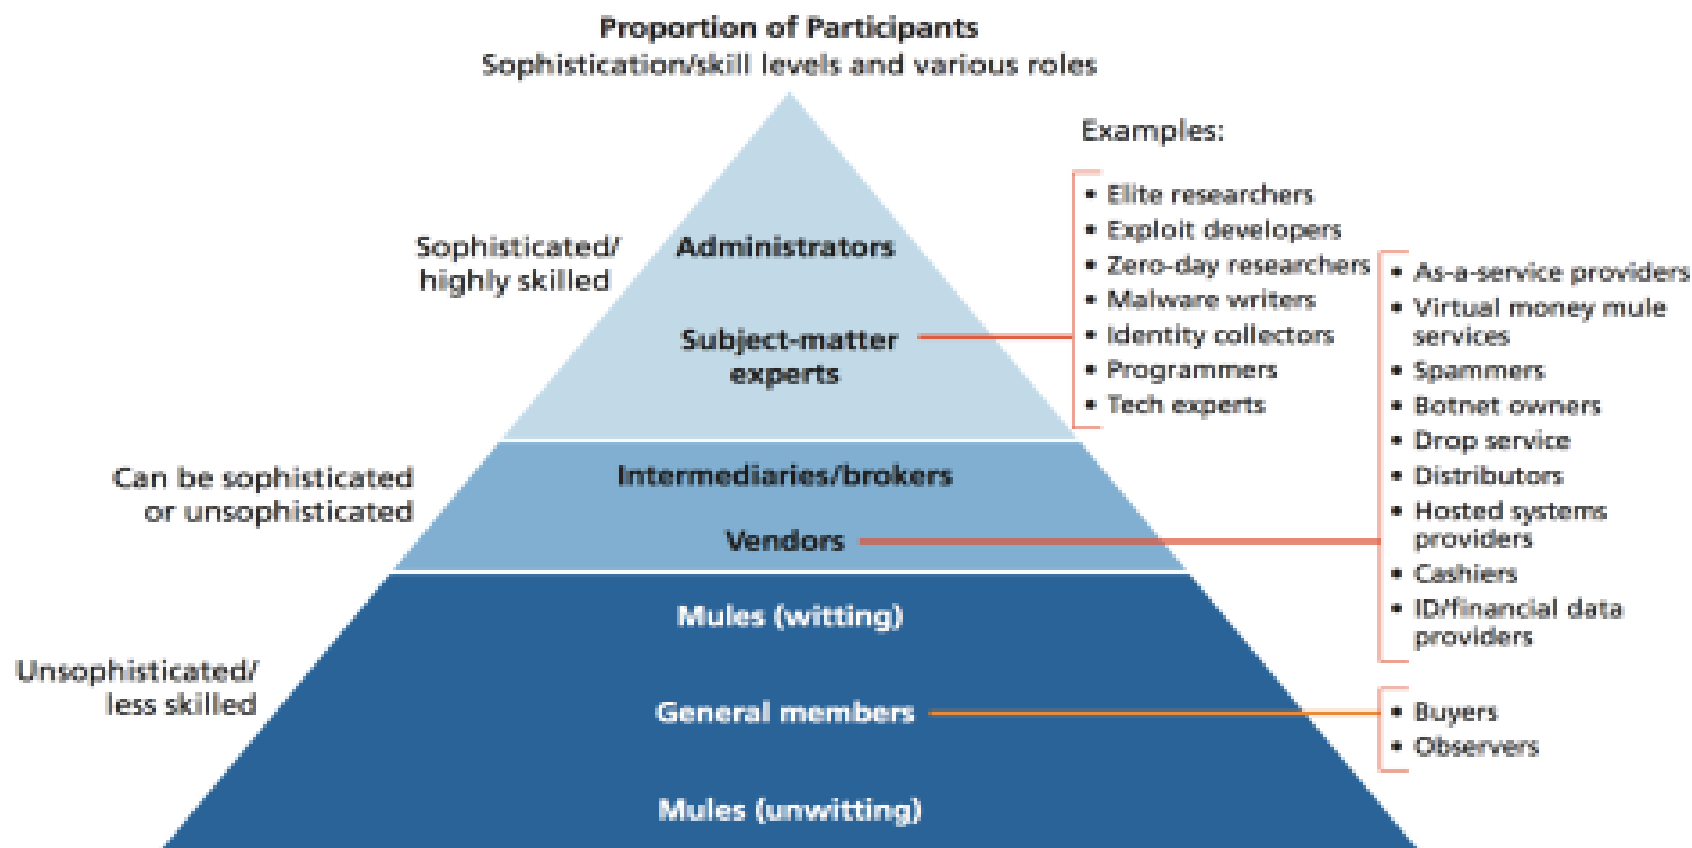 Proportion of Participants
Sophistication/skill levels and various roles
Examples:
Sophisticated/
highly skilled
Administrators
Subject-matter
experts
• Elite researchers
• Exploit developers
• Zero-day researchers
• Malware writers
• Identity collectors
• Programmers
• Tech experts
Can be sophisticated
or unsophisticated
Intermediaries/brokers
Vendors
• As-a-service providers
• Virtual money mule
services
• Spammers
• Botnet owners
• Drop service
• Distributors
• Hosted systems
providers
• Cashiers
• ID/financial data
providers
Unsophisticated/
less skilled
Mules (witting)
General members
• Buyers
• Observers
Mules (unwitting)